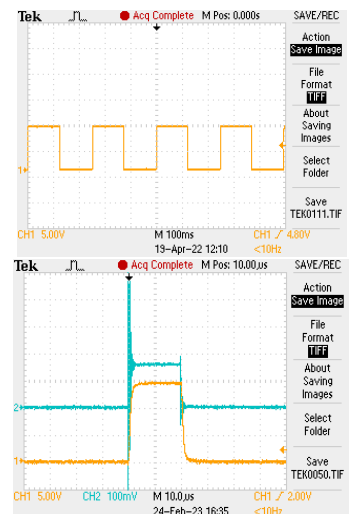 Tek Acq Complete M Pos: 0.000s SAVE/REC
Action
Save Image
File
Format
TIFF
About
Saving
Images
Select
Folder
Save
TEK0111.TIF
1
CH1 5.00V M 100ms CH1 / 4.80V
19-Apr-22 12:10 <10Hz
Tek Acq Complete M Pos: 10.00us SAVE/REC
Action
Save Image
File
Format
TIFF
About
Saving
Images
2
Select
Folder
1
Save
TEK0050.TIF
CH1 5.00V CH2 100mV M 10.0us CH1 / 2.00V
24-Feb-23 16:35 <10Hz